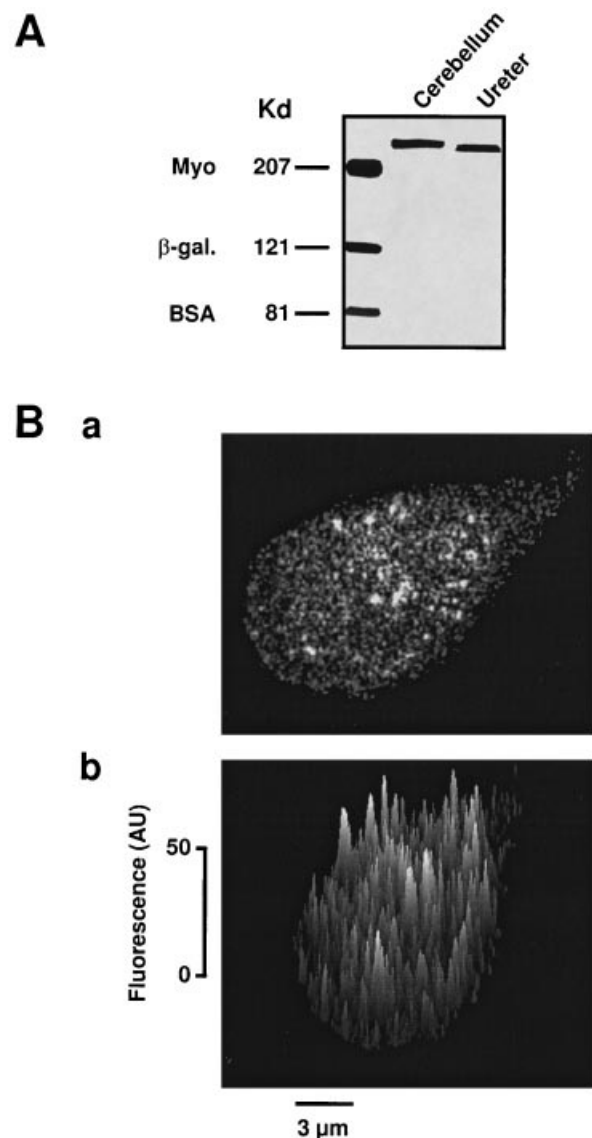 A
Kd
Cerebellum
Ureter
Myo 207
β-gal. 121
BSA 81
B a
b
Fluorescence (AU)
50
0
3 μm